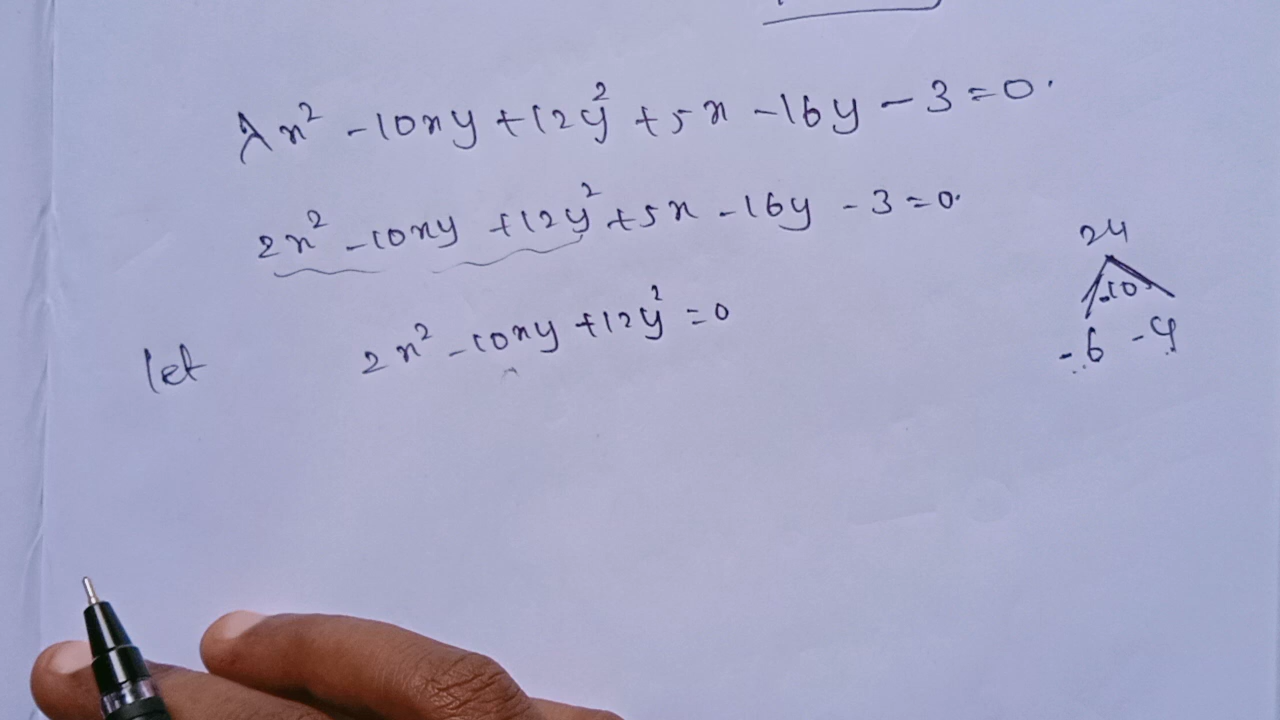 λx² - 10xy + 12y² + 5x - 16y - 3 = 0.
2x² - 10xy + 12y² + 5x - 16y - 3 = 0.
24
-10
-6 -4
let 2x² - 10xy + 12y² = 0